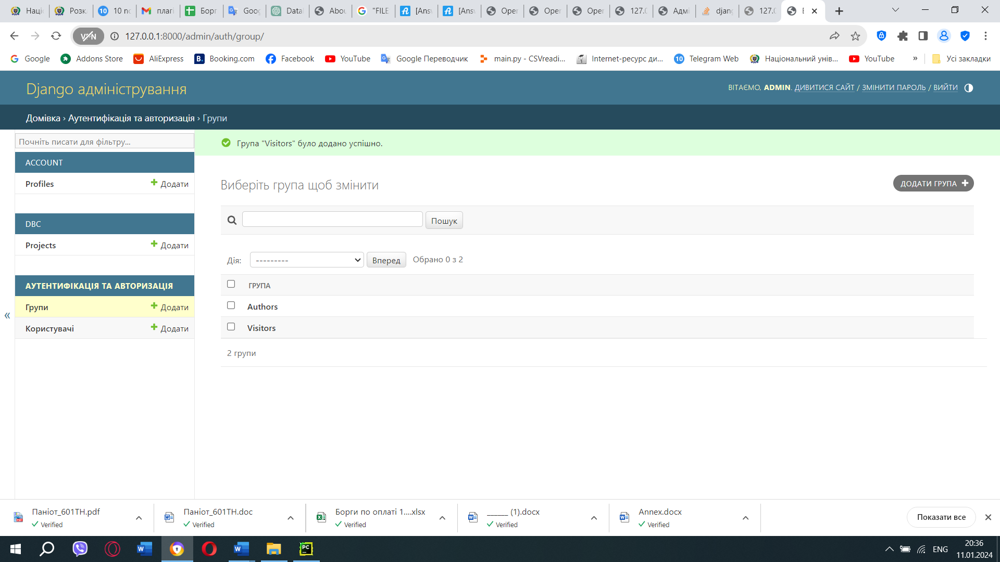 Наці Розк 10 по плагі Борг Goog Data Abou "FILE [Answ [Answ Oper Oper Oper 127.0 Адмі djang 127.0
VPN 127.0.0.1:8000/admin/auth/group/
Google Addons Store AliExpress Booking.com Facebook YouTube Google Переводчик main.py - CSVreadi... Internet-ресурс ди... Telegram Web Національний унів... YouTube » Усі закладки
Django адміністрування
ВІТАЄМО, ADMIN. ДИВИТИСЯ САЙТ / ЗМІНИТИ ПАРОЛЬ / ВИЙТИ
Домівка › Аутентифікація та авторизація › Групи
Почніть писати для фільтру...
ACCOUNT
Profiles Додати
DBC
Projects Додати
АУТЕНТИФІКАЦІЯ ТА АВТОРИЗАЦІЯ
Групи Додати
Користувачі Додати
«
Група "Visitors" було додано успішно.
Виберіть група щоб змінити
ДОДАТИ ГРУПА
Пошук
Дія: --------- Вперед Обрано 0 з 2
ГРУПА
Authors
Visitors
2 групи
Паніот_601ТН.pdf
Verified
Паніот_601ТН.doc
Verified
Борги по оплаті 1....xlsx
Verified
______ (1).docx
Verified
Annex.docx
Verified
Показати все
ENG
20:36
11.01.2024